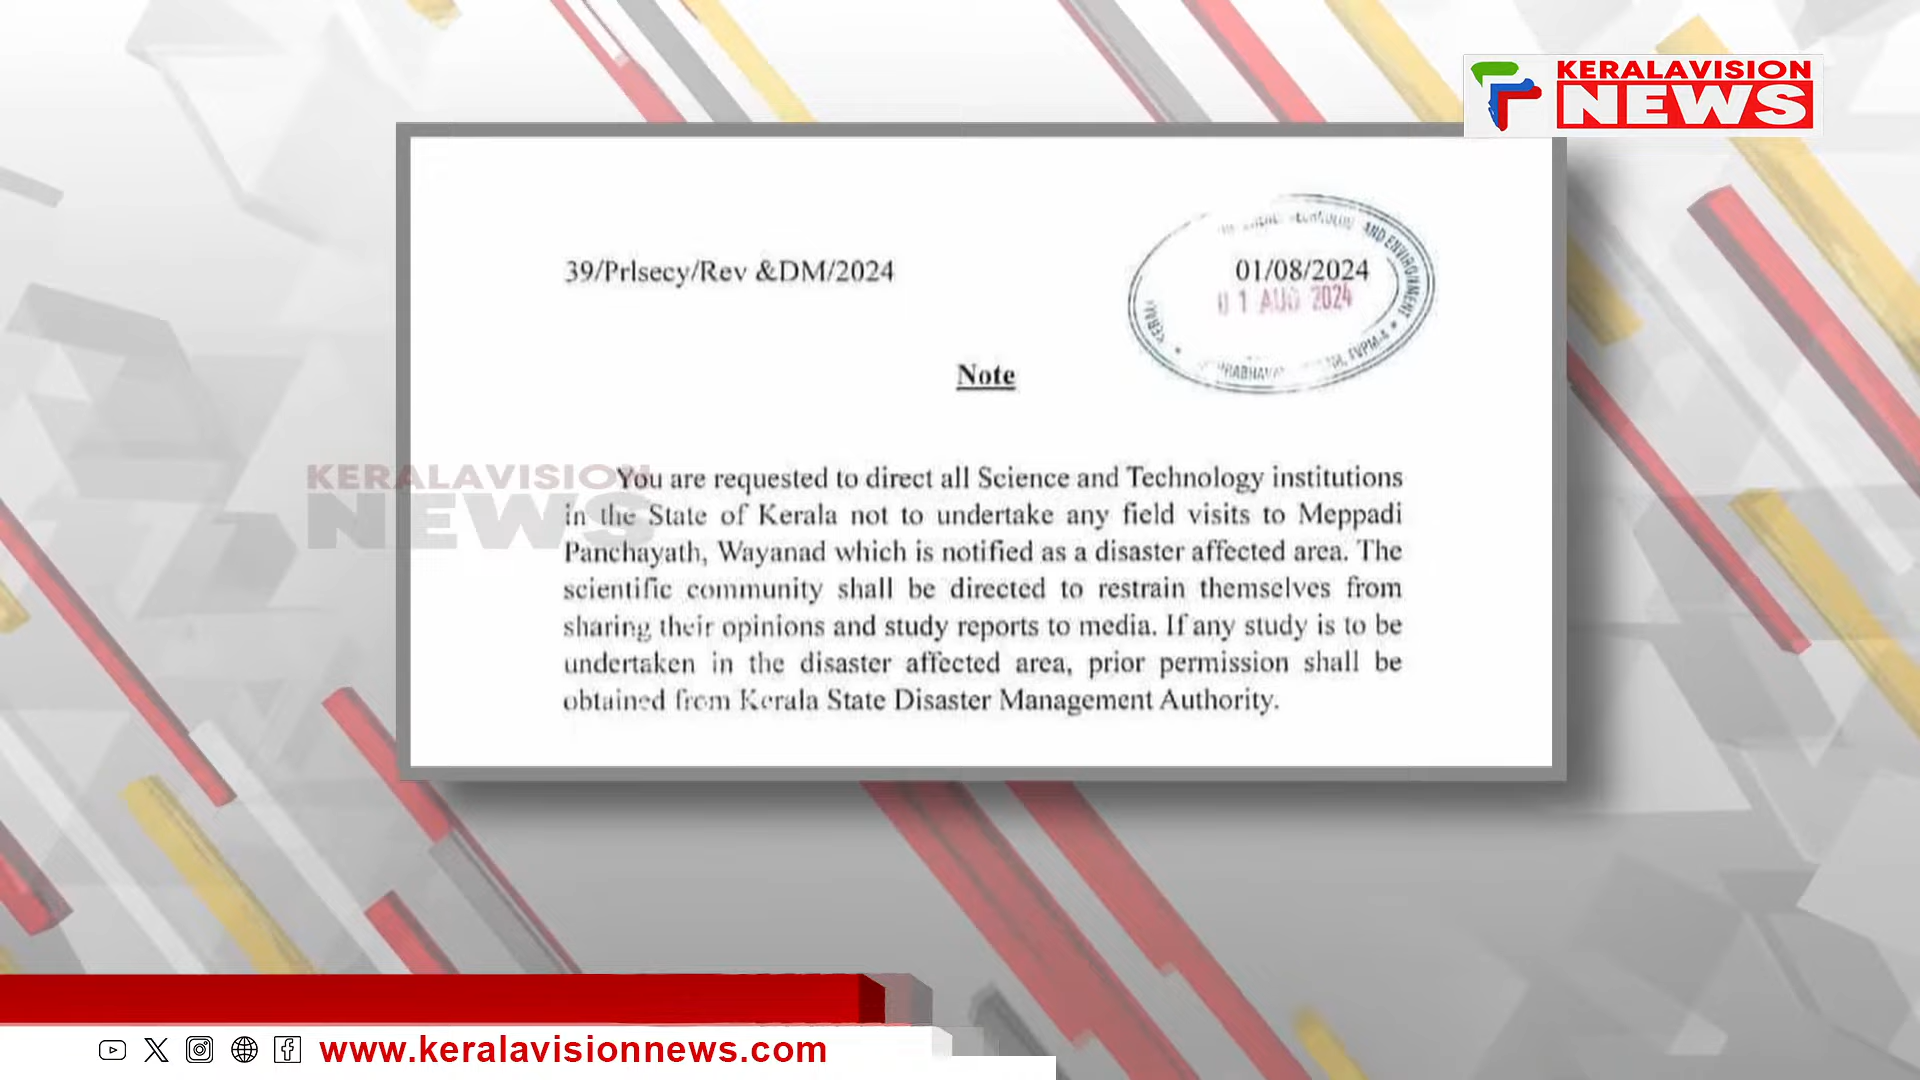 KERALAVISION
NEWS
39/Prlsecy/Rev &DM/2024
01/08/2024
01 AUG 2024
AND ENVIRONMENT
TVPM-4
Note
KERALAVISION
NEWS
You are requested to direct all Science and Technology institutions
in the State of Kerala not to undertake any field visits to Meppadi
Panchayath, Wayanad which is notified as a disaster affected area. The
scientific community shall be directed to restrain themselves from
sharing their opinions and study reports to media. If any study is to be
undertaken in the disaster affected area, prior permission shall be
obtained from Kerala State Disaster Management Authority.
www.keralavisionnews.com